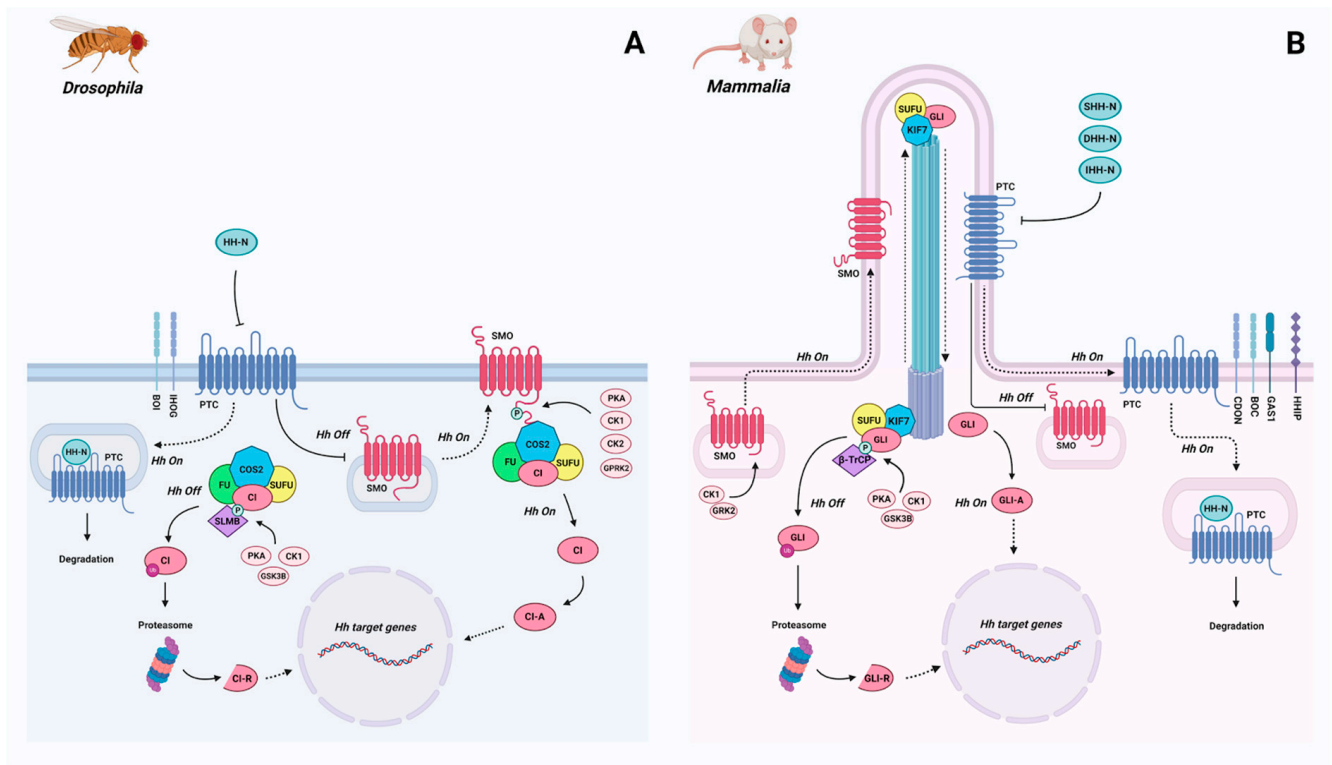 A
Drosophila
HH-N
BOI
IHOG
PTC
SMO
P
PKA
CK1
CK2
GPRK2
COS2
FU
CI
SUFU
Hh Off
Hh On
SMO
HH-N
PTC
Hh On
Degradation
COS2
FU
CI
SUFU
P
SLMB
Hh Off
PKA
CK1
GSK3B
CI
Ub
Proteasome
CI-R
Hh On
CI
CI-A
Hh target genes
B
Mammalia
SUFU
GLI
KIF7
SHH-N
DHH-N
IHH-N
PTC
SMO
Hh On
Hh On
Hh Off
PTC
CDON
BOC
GAS1
HHIP
SMO
CK1
GRK2
SUFU
KIF7
GLI
P
β-TrCP
PKA
CK1
GSK3B
Hh Off
GLI
Ub
Proteasome
GLI-R
GLI
Hh On
GLI-A
Hh target genes
SMO
Hh On
HH-N
PTC
Degradation